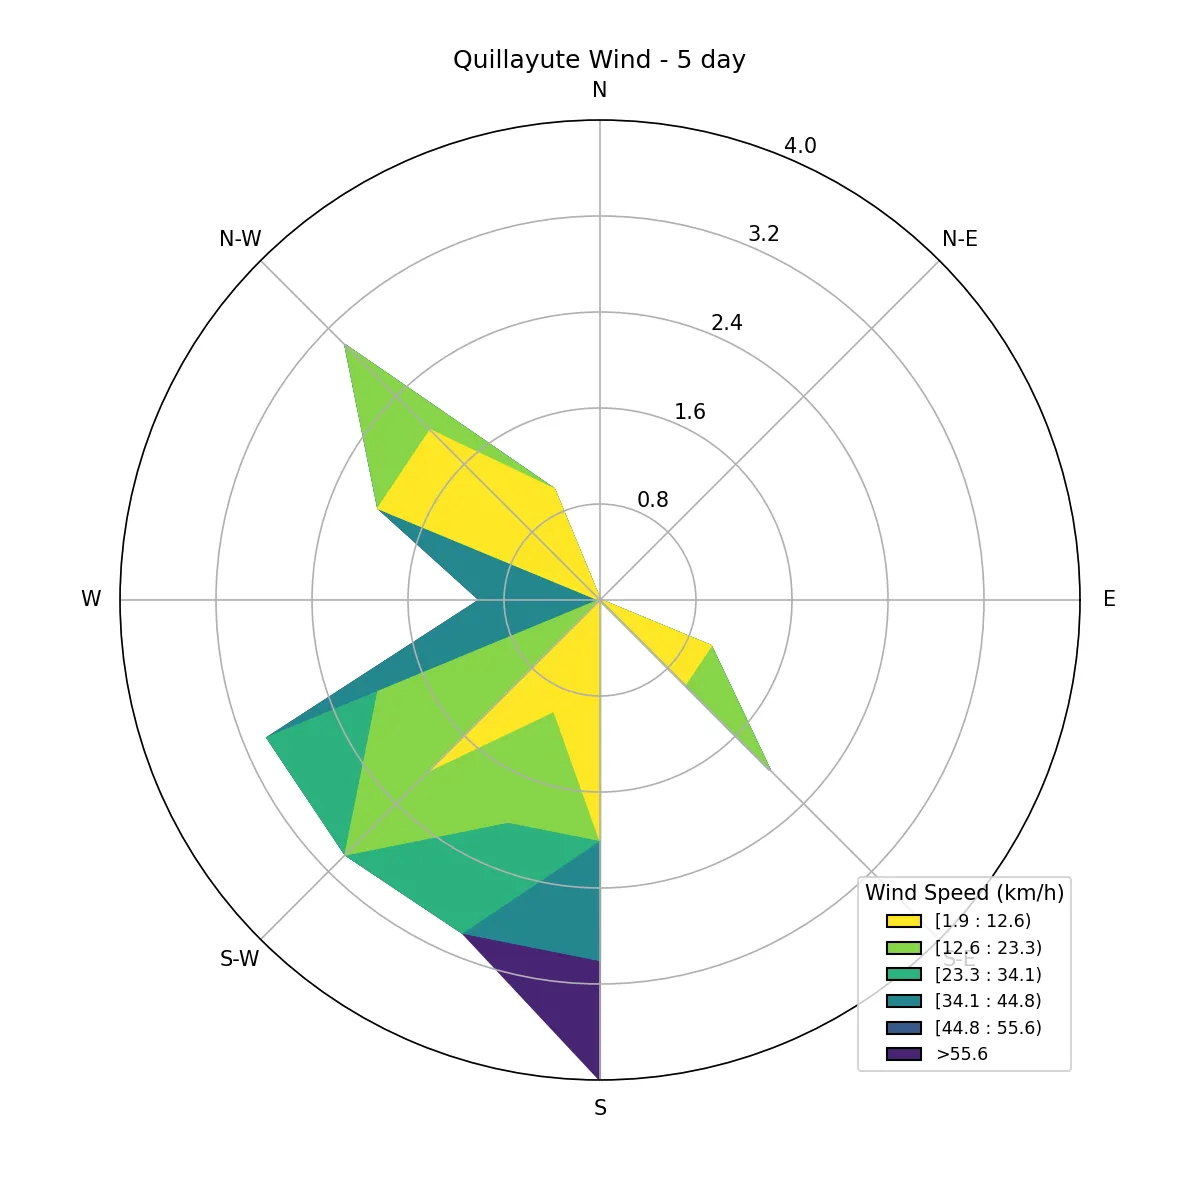 Quillayute Wind - 5 day
N
4.0
N-W
3.2
N-E
2.4
1.6
0.8
W
E
S-W
S-E
S
Wind Speed (km/h)
[1.9 : 12.6)
[12.6 : 23.3)
[23.3 : 34.1)
[34.1 : 44.8)
[44.8 : 55.6)
>55.6